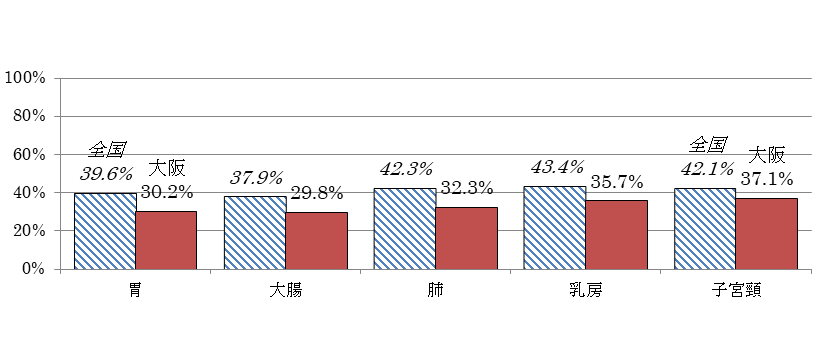 100%
80%
60%
40%
20%
0%
全国
39.6%
大阪
30.2%
37.9%
29.8%
42.3%
32.3%
43.4%
35.7%
全国
42.1%
大阪
37.1%
胃
大腸
肺
乳房
子宮頸